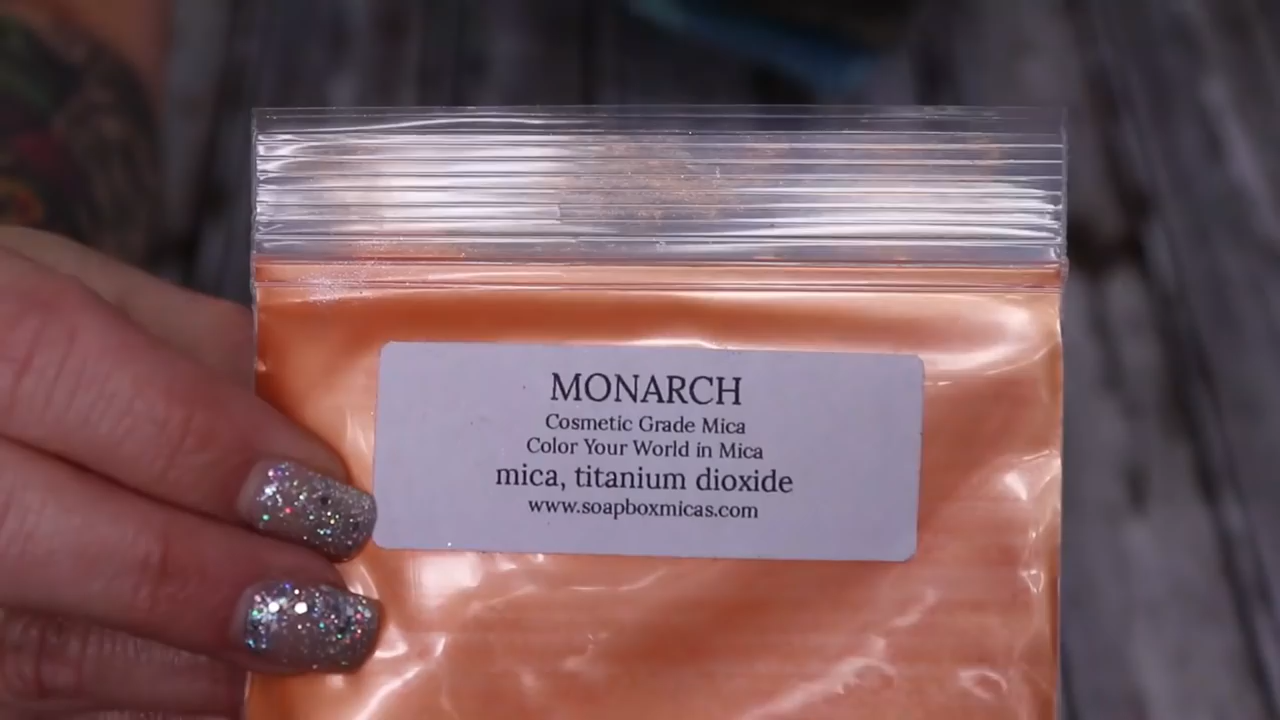 MONARCH
Cosmetic Grade Mica
Color Your World in Mica
mica, titanium dioxide
www.soapboxmicas.com